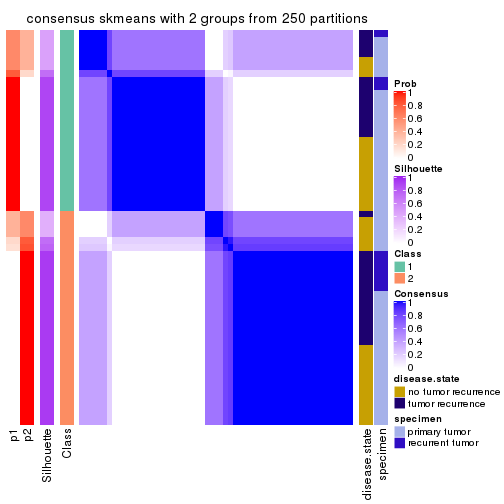 consensus skmeans with 2 groups from 250 partitions
Prob
1
0.8
0.6
0.4
0.2
0
Silhouette
1
0.8
0.6
0.4
0.2
0
Class
1
2
Consensus
1
0.8
0.6
0.4
0.2
0
disease.state
no tumor recurrence
tumor recurrence
specimen
primary tumor
recurrent tumor
p1
p2
Silhouette
Class
disease.state
specimen